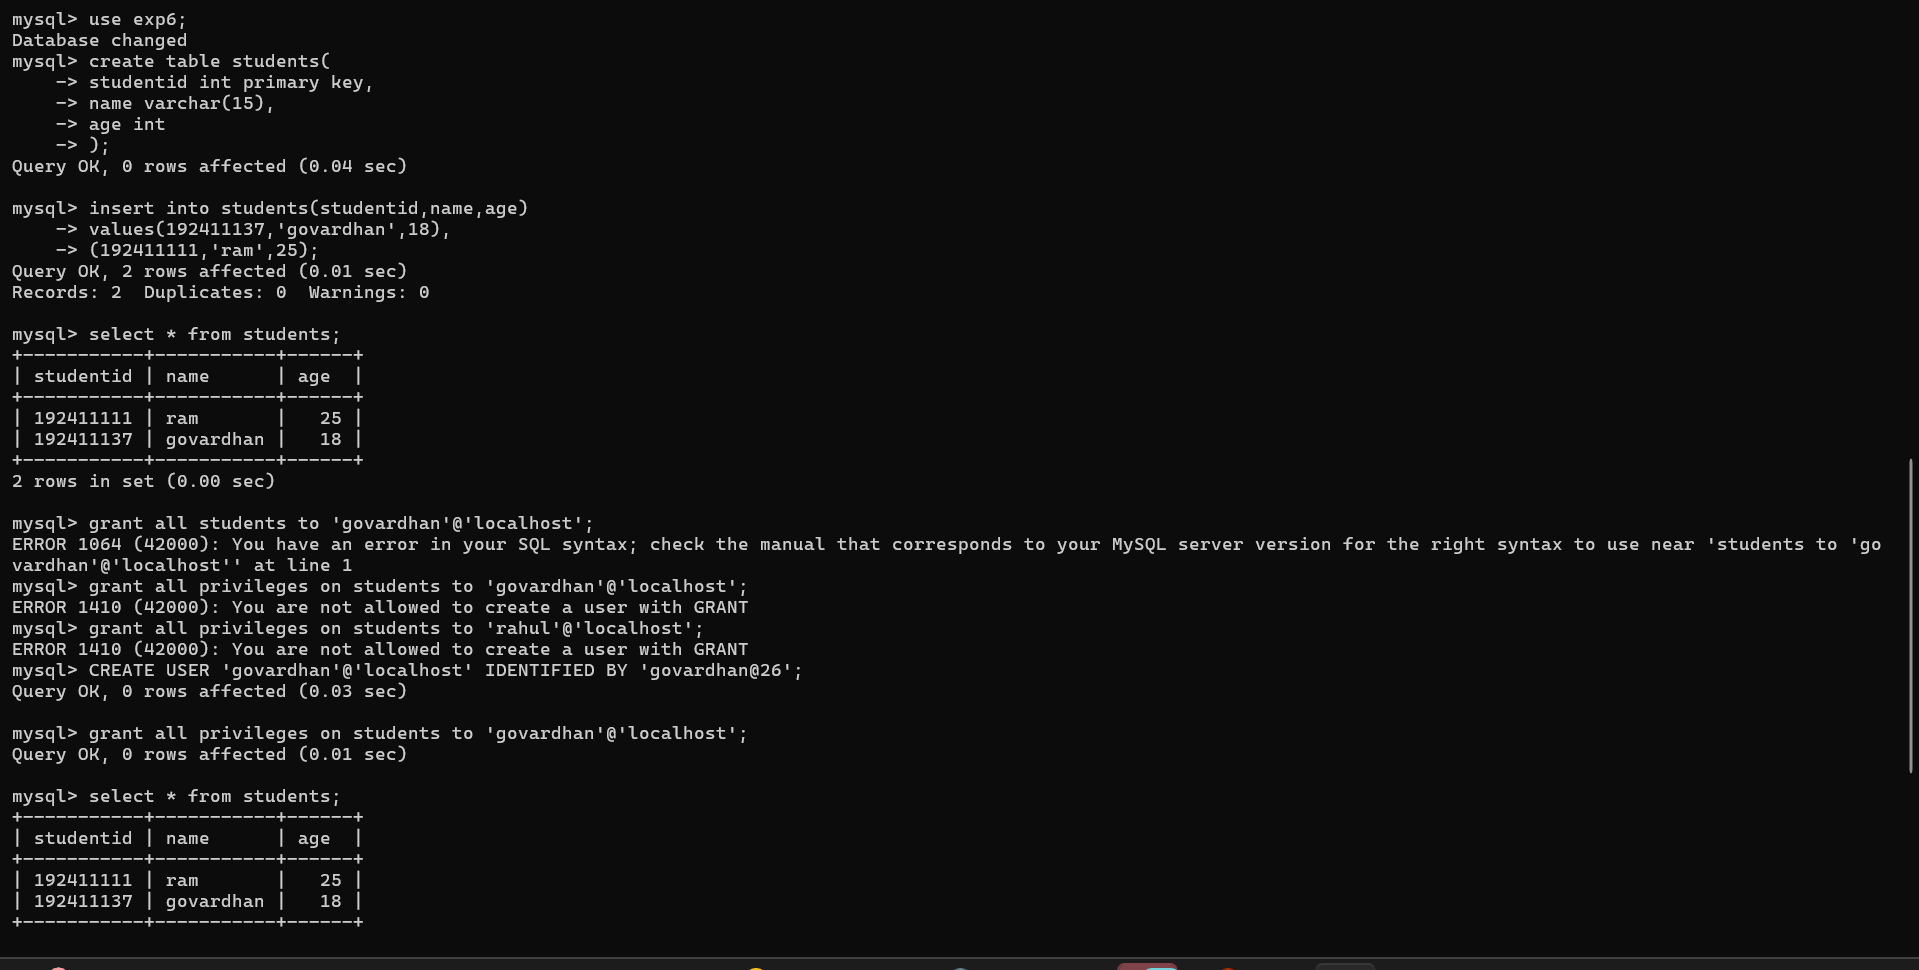 mysql> use exp6;
Database changed
mysql> create table students(
    -> studentid int primary key,
    -> name varchar(15),
    -> age int
    -> );
Query OK, 0 rows affected (0.04 sec)

mysql> insert into students(studentid,name,age)
    -> values(192411137,'govardhan',18),
    -> (192411111,'ram',25);
Query OK, 2 rows affected (0.01 sec)
Records: 2  Duplicates: 0  Warnings: 0

mysql> select * from students;
+-----------+-----------+------+
| studentid | name      | age  |
+-----------+-----------+------+
| 192411111 | ram       |   25 |
| 192411137 | govardhan |   18 |
+-----------+-----------+------+
2 rows in set (0.00 sec)

mysql> grant all students to 'govardhan'@'localhost';
ERROR 1064 (42000): You have an error in your SQL syntax; check the manual that corresponds to your MySQL server version for the right syntax to use near 'students to 'go
vardhan'@'localhost'' at line 1
mysql> grant all privileges on students to 'govardhan'@'localhost';
ERROR 1410 (42000): You are not allowed to create a user with GRANT
mysql> grant all privileges on students to 'rahul'@'localhost';
ERROR 1410 (42000): You are not allowed to create a user with GRANT
mysql> CREATE USER 'govardhan'@'localhost' IDENTIFIED BY 'govardhan@26';
Query OK, 0 rows affected (0.03 sec)

mysql> grant all privileges on students to 'govardhan'@'localhost';
Query OK, 0 rows affected (0.01 sec)

mysql> select * from students;
+-----------+-----------+------+
| studentid | name      | age  |
+-----------+-----------+------+
| 192411111 | ram       |   25 |
| 192411137 | govardhan |   18 |
+-----------+-----------+------+